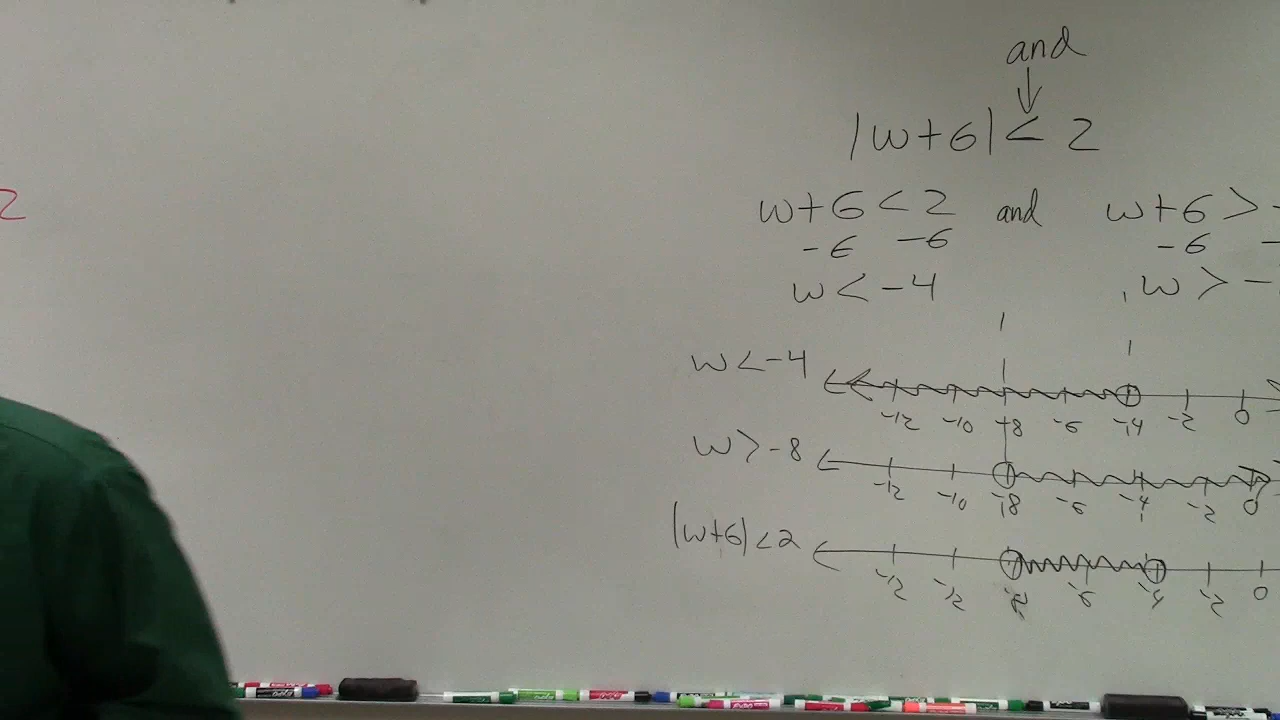 and
|w+6| < 2
2
w+6 < 2 and w+6 > -
-6 -6 -6 -
w < -4 w > -
w < -4
-12 -10 -8 -6 -4 -2 0
w > -8
-12 -10 -8 -6 -4 -2 0
|w+6| < 2
-12 -12 -8 -6 -4 -2 0